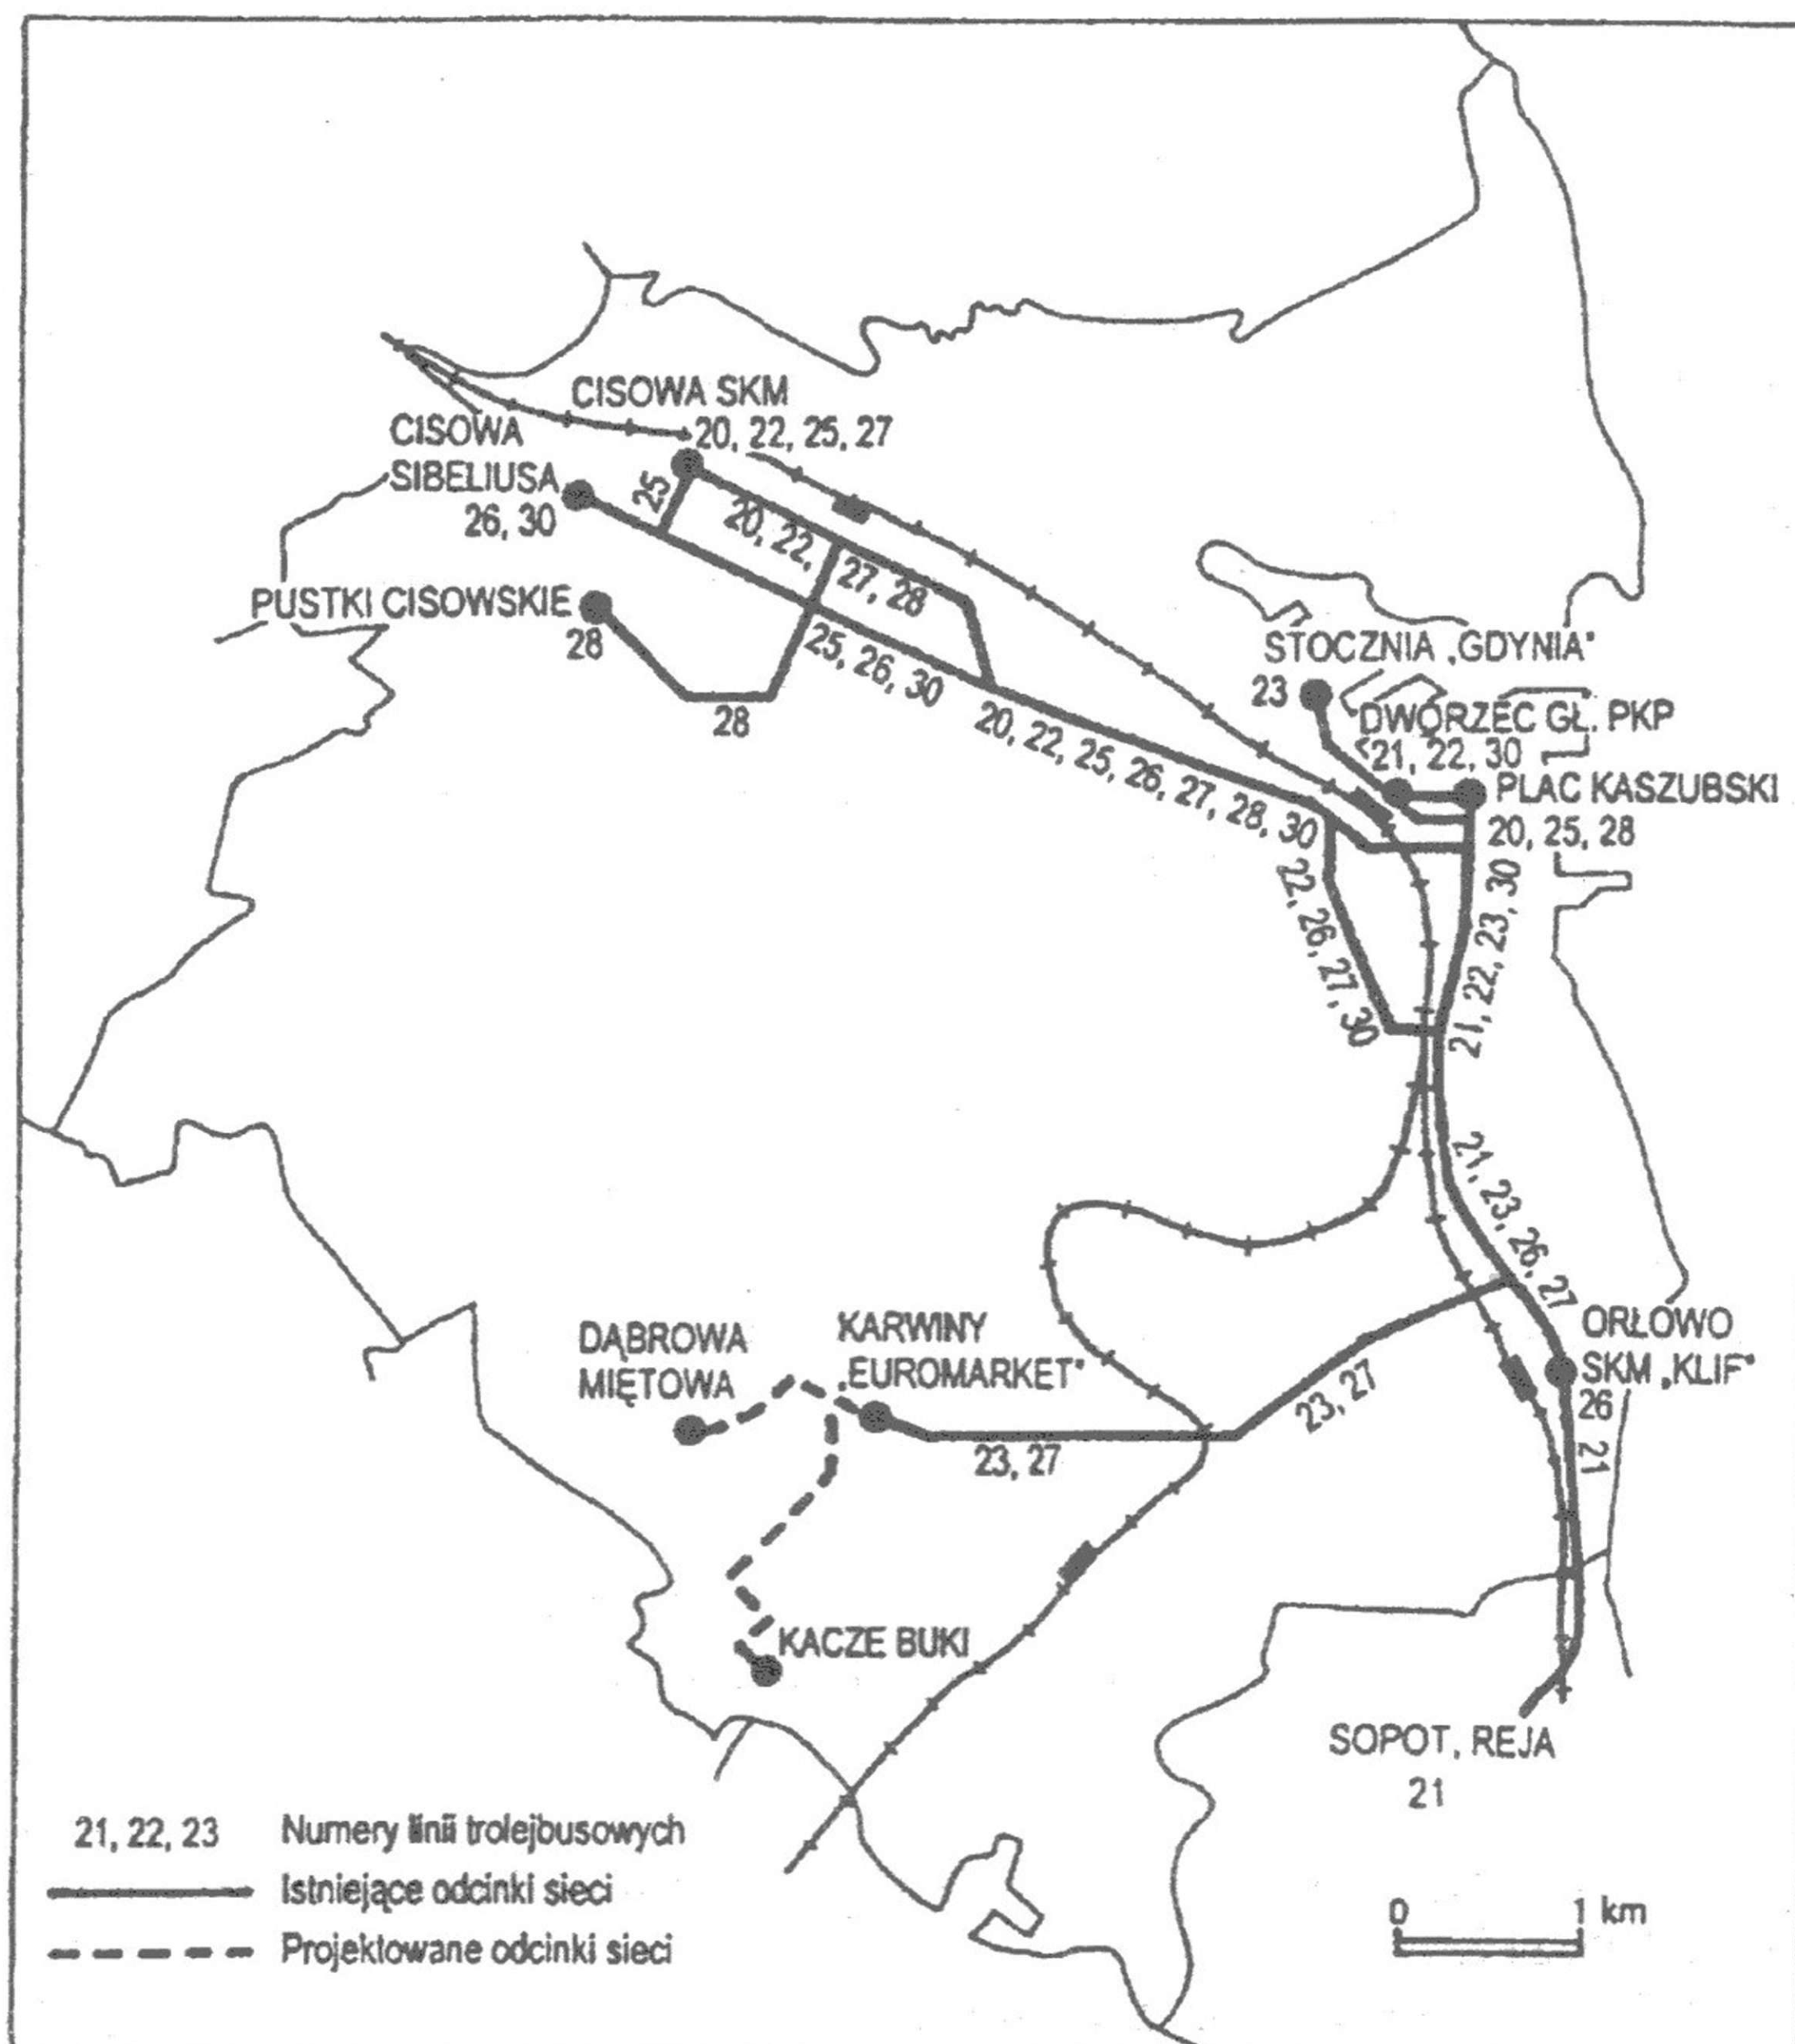 CISOWA SKM
20, 22, 25, 27
CISOWA
SIBELIUSA
26, 30
25
20, 22,
27, 28
PUSTKI CISOWSKIE
28
28
25, 26, 30
20, 22, 25, 26, 27, 28, 30
STOCZNIA „GDYNIA"
23
DWORZEC GŁ. PKP
21, 22, 30
PLAC KASZUBSKI
20, 25, 28
22, 26, 27, 30
21, 22, 23, 30
21, 23, 26, 27
ORŁOWO
SKM „KLIF"
26
21
DĄBROWA
MIĘTOWA
KARWINY
„EUROMARKET"
23, 27
23, 27
KACZE BUKI
SOPOT, REJA
21
21, 22, 23 Numery linii trolejbusowych
Istniejące odcinki sieci
Projektowane odcinki sieci
0 1 km